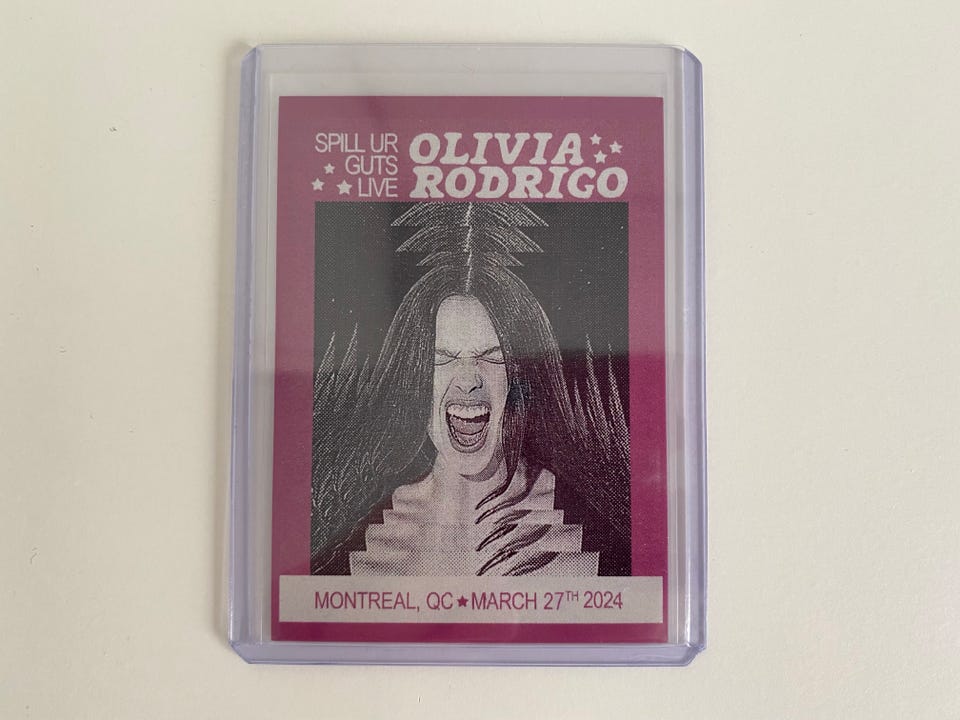 SPILL UR
GUTS
LIVE
OLIVIA
RODRIGO
MONTREAL, QC★MARCH 27TH 2024